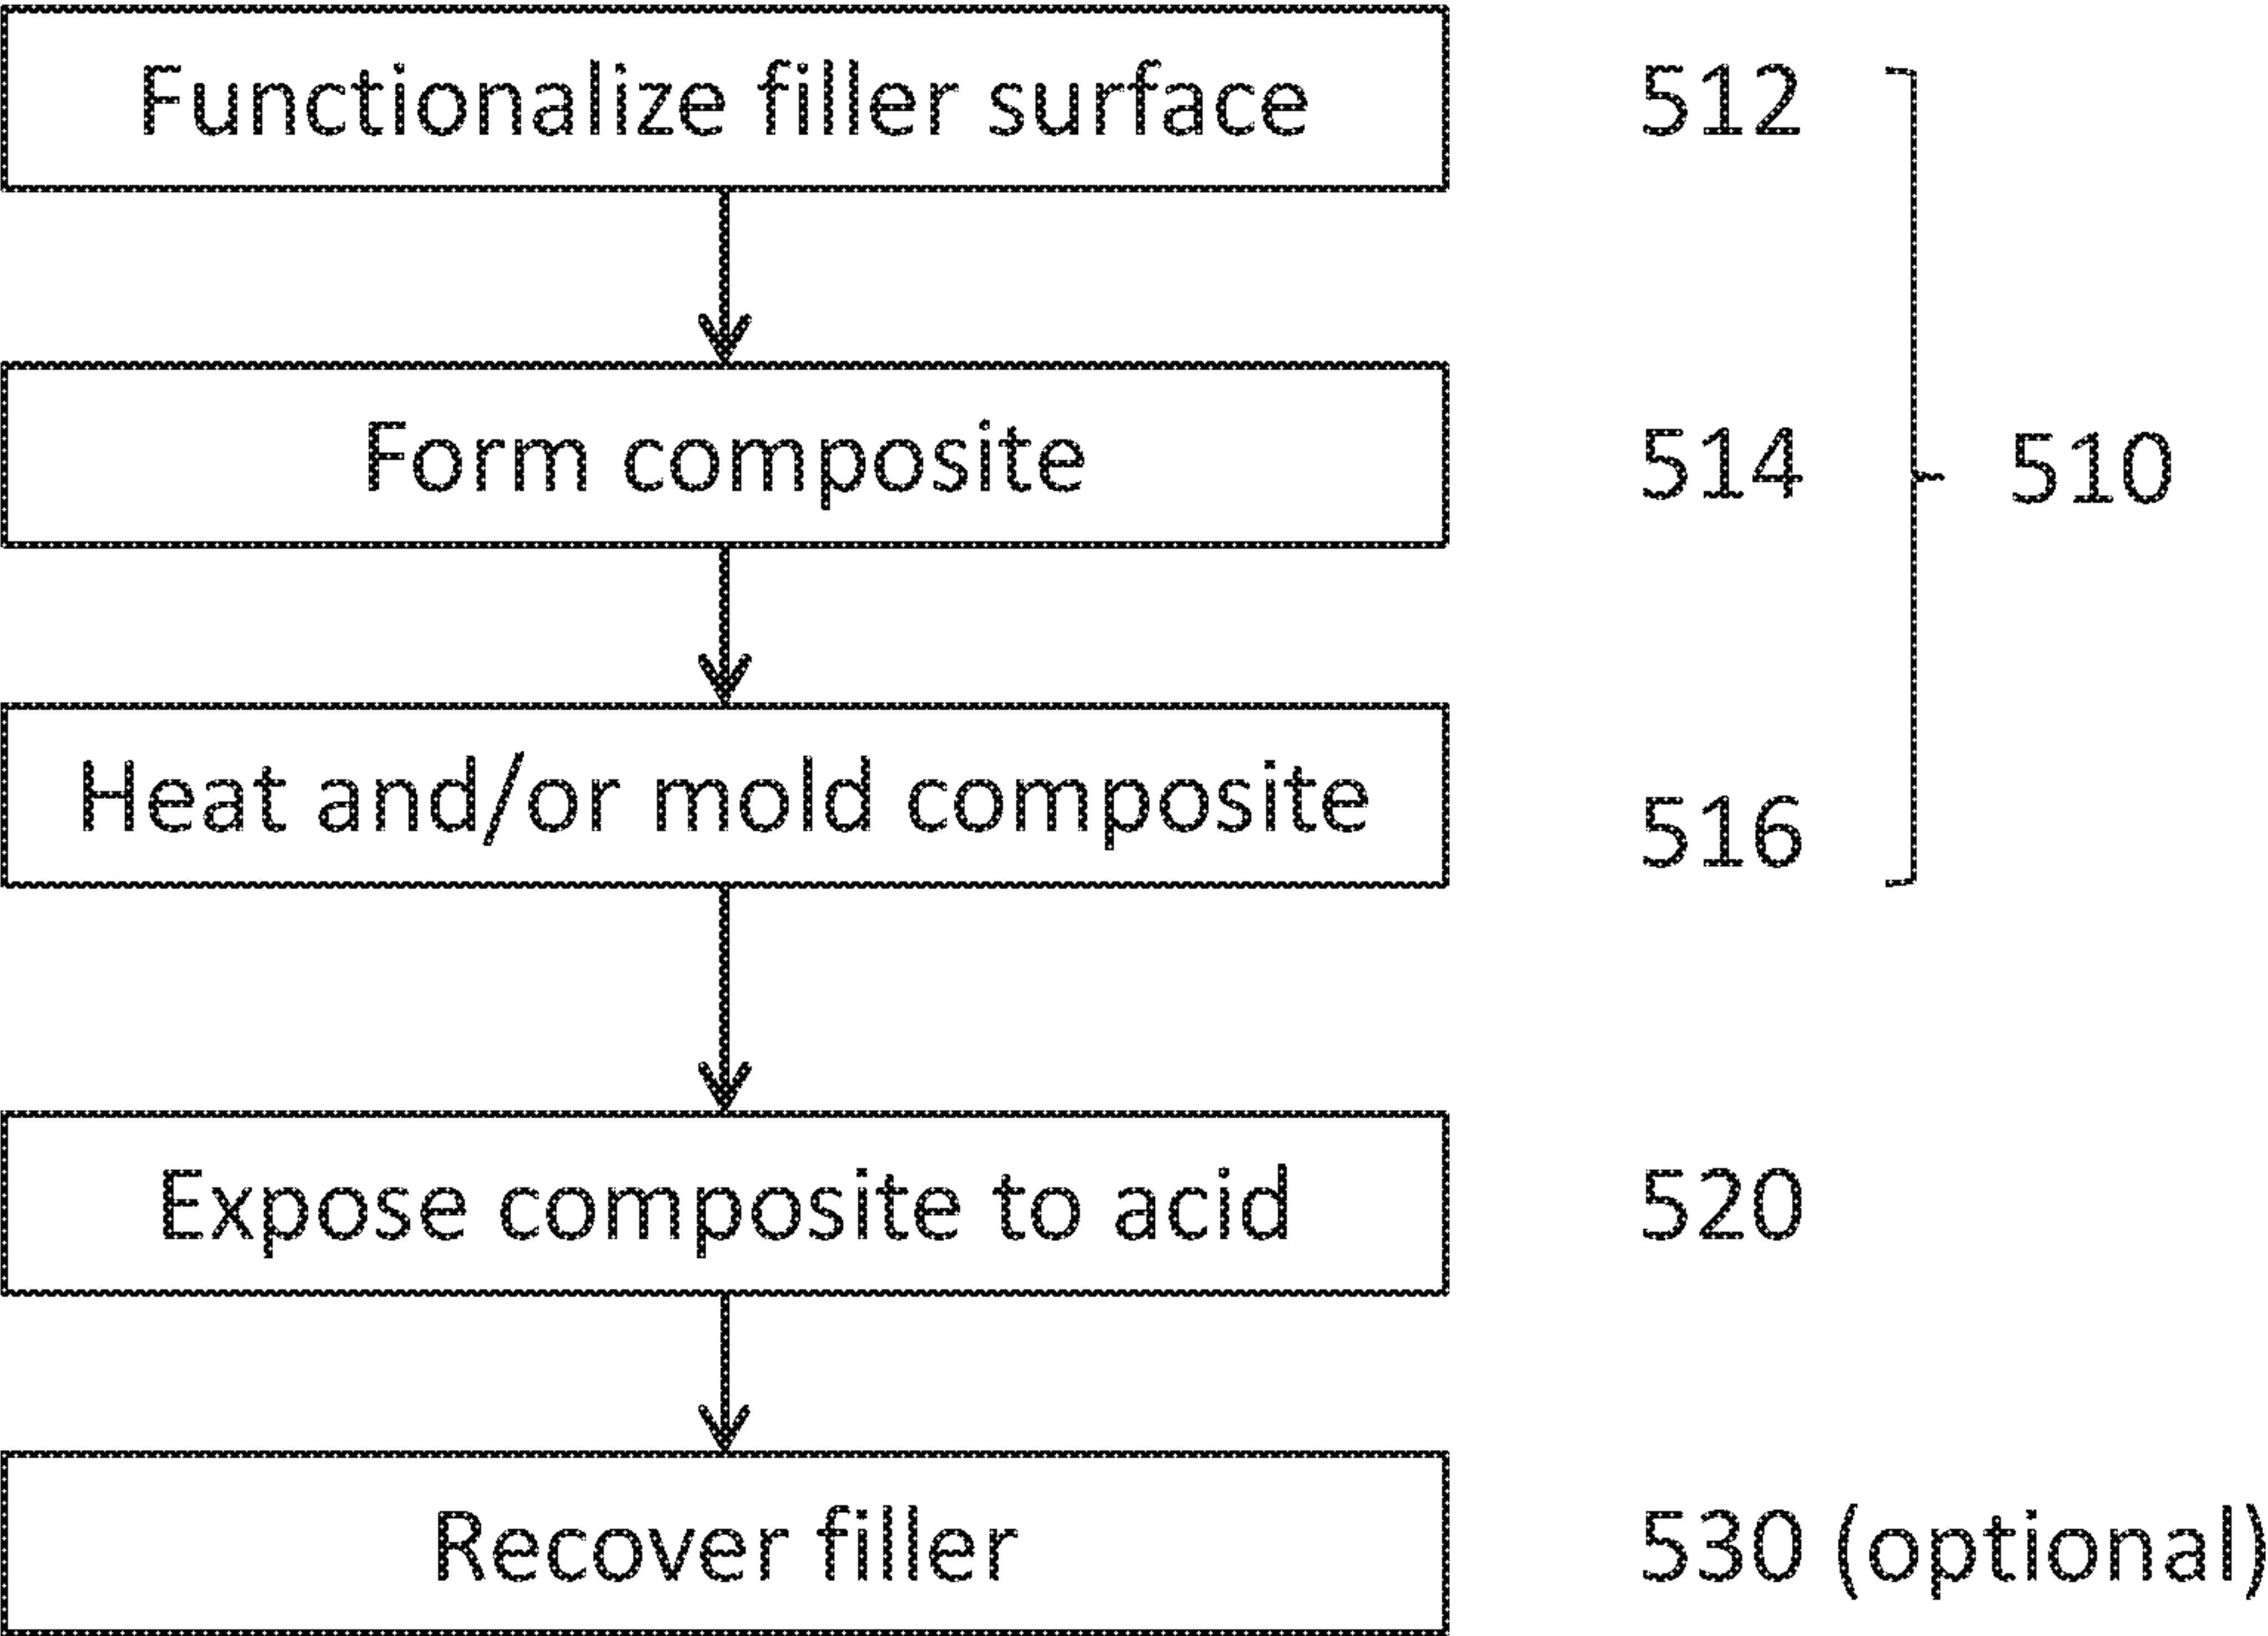 Functionalize filler surface 512
Form composite 514 510
Heat and/or mold composite 516
Expose composite to acid 520
Recover filler 530 (optional)